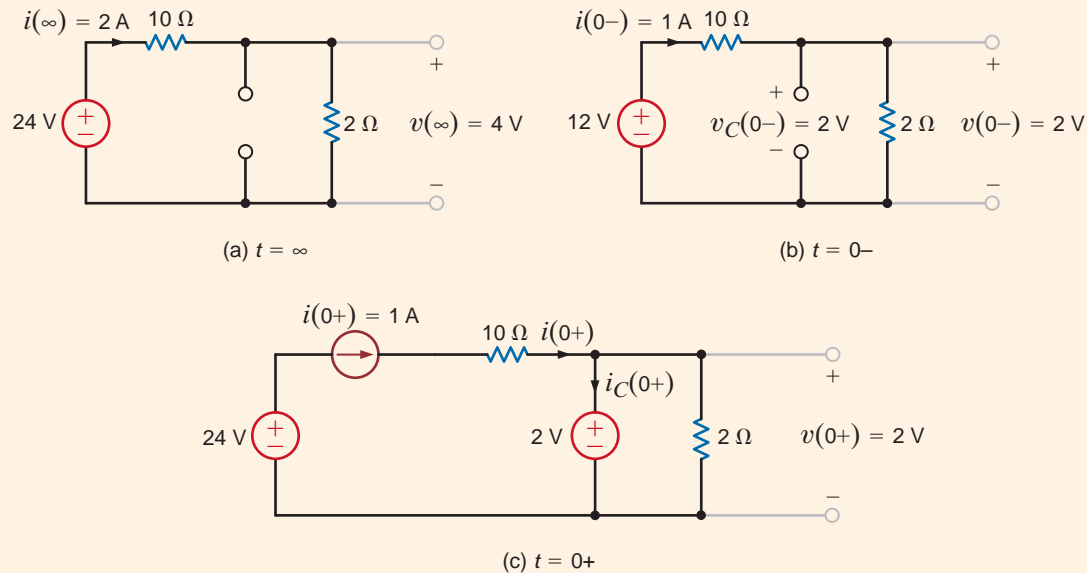 i(∞) = 2 A
10 Ω
24 V
+
−
2 Ω
+
v(∞) = 4 V
−
(a) t = ∞
i(0–) = 1 A
10 Ω
12 V
+
−
+
vC(0–) = 2 V
−
2 Ω
+
v(0–) = 2 V
−
(b) t = 0–
i(0+) = 1 A
10 Ω
i(0+)
iC(0+)
24 V
+
−
2 V
+
−
2 Ω
+
v(0+) = 2 V
−
(c) t = 0+